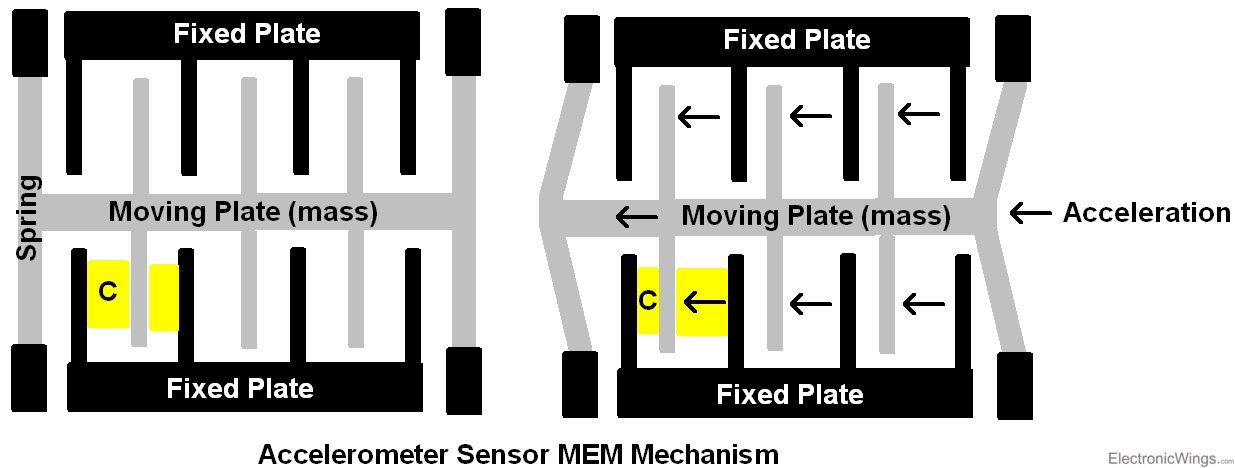 Fixed Plate
Fixed Plate
Spring
Moving Plate (mass)
Moving Plate (mass)
Acceleration
C
C
Fixed Plate
Fixed Plate
Accelerometer Sensor MEM Mechanism
ElectronicWings.com